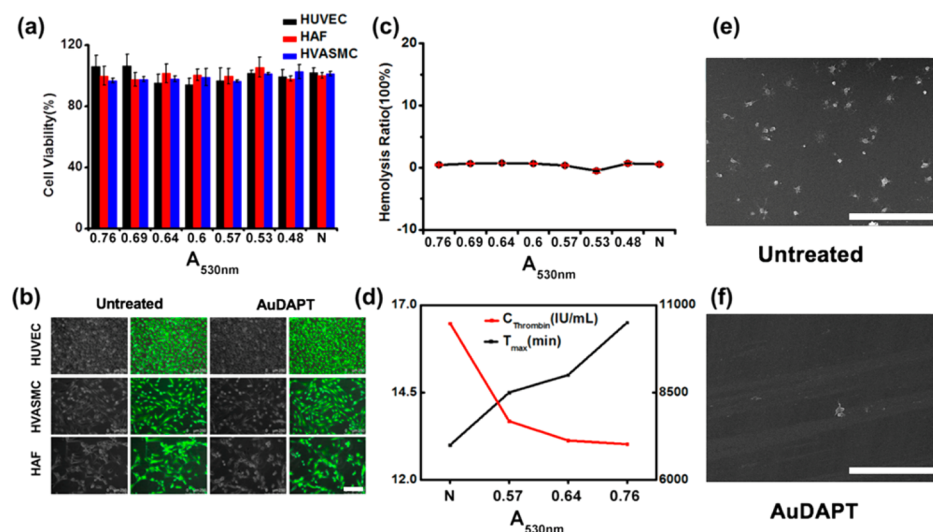 (a)
HUVEC
HAF
HVASMC
120
80
40
0
Cell Viability(%)
0.76 0.69 0.64 0.6 0.57 0.53 0.48 N
A530nm
(c)
20
10
0
-10
Hemolysis Ratio(100%)
0.76 0.69 0.64 0.6 0.57 0.53 0.48 N
A530nm
(e)
Untreated
(b)
Untreated AuDAPT
HUVEC
HVASMC
HAF
(d)
17.0
14.5
12.0
CThrombin(IU/mL)
Tmax(min)
11000
8500
6000
N 0.57 0.64 0.76
A530nm
(f)
AuDAPT